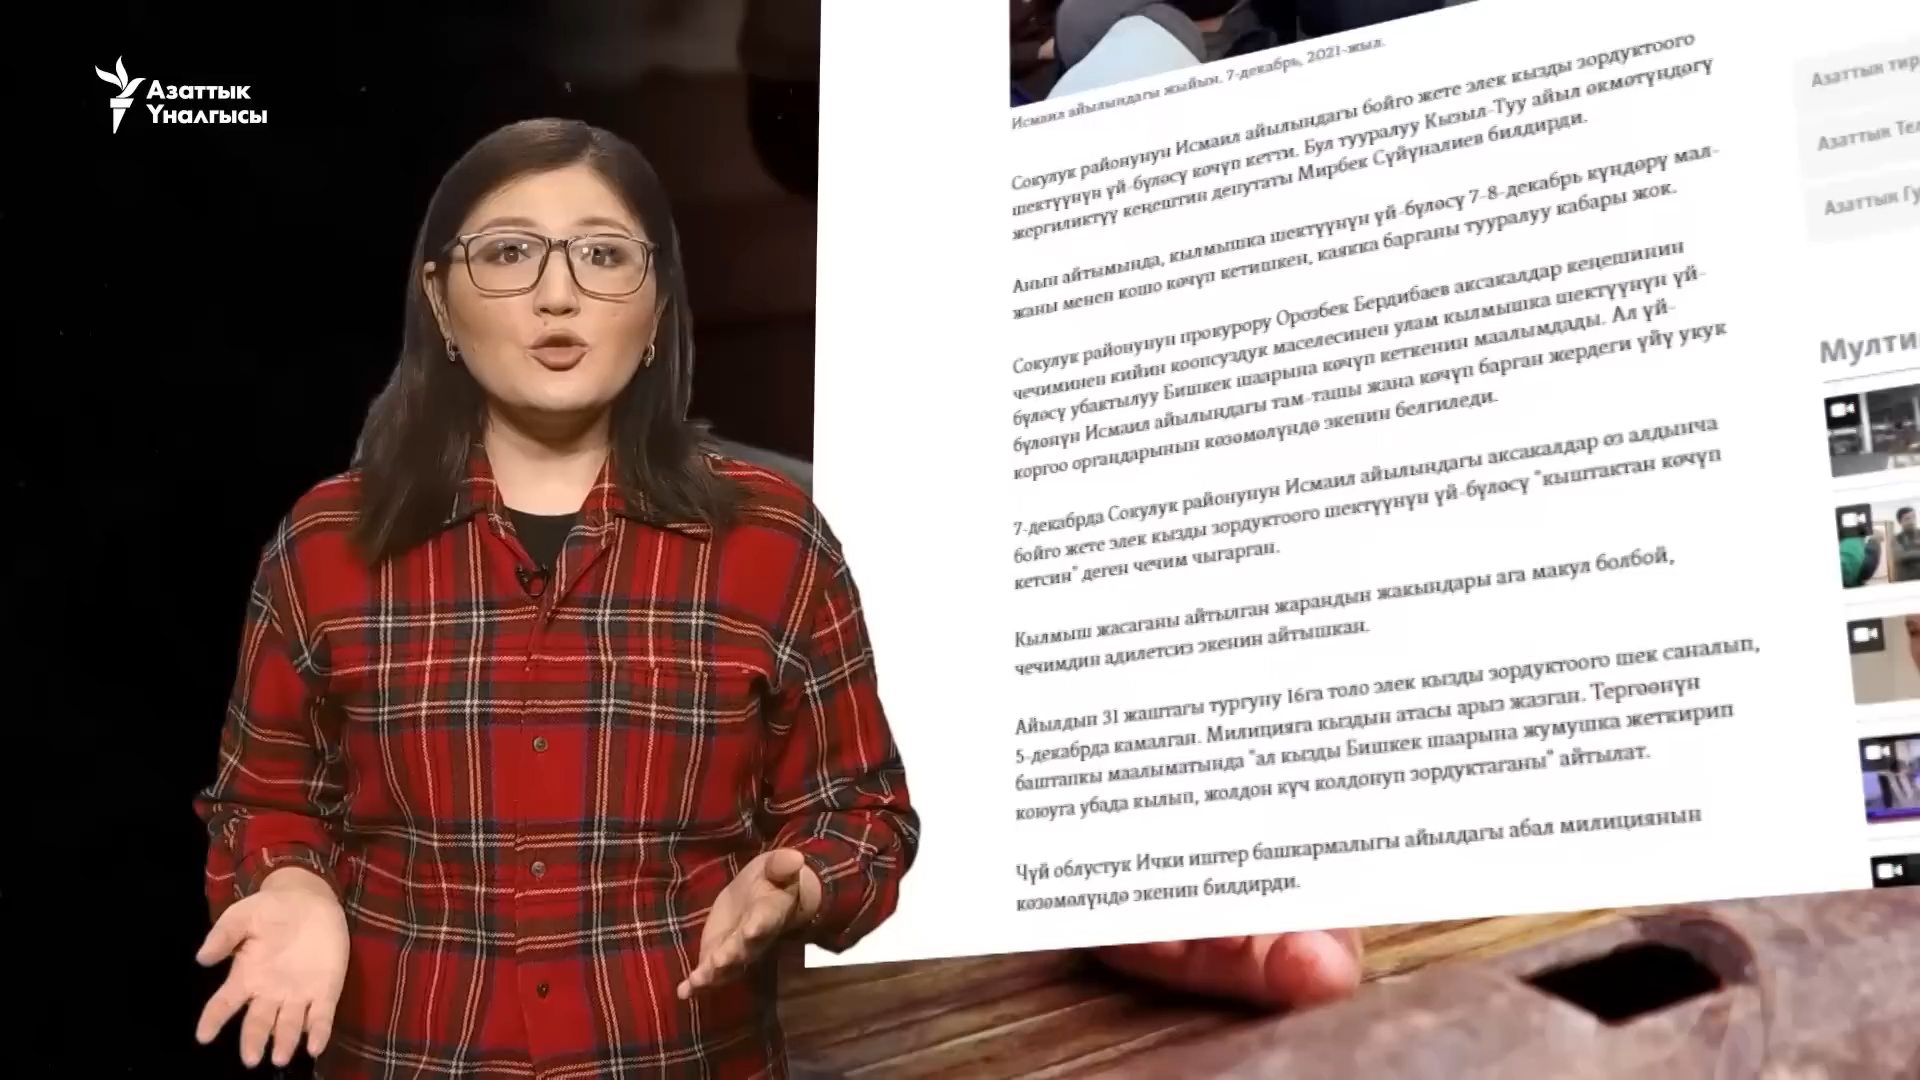 Азаттык
Үналгысы
Исмаил айылындагы жыйын. 7-декабрь, 2021-жыл.
Сокулук районунун Исмаил айылындагы бойго жете элек кызды зордуктоого
шектүүнүн үй-бүлөсү көчүп кетти. Бул тууралуу Кызыл-Туу айыл өкмөтүндөгү
жергиликтүү кеңештин депутаты Мирбек Сүйүналиев билдирди.
Анын айтымында, кылмышка шектүүнүн үй-бүлөсү 7-8-декабрь күндөрү мал-
жаны менен кошо көчүп кетишкен, каякка барганы тууралуу кабары жок.
Сокулук районунун прокурору Орозбек Бердибаев аксакалдар кеңешинин
чечиминен кийин коопсуздук маселесинен улам кылмышка шектүүнүн үй-
бүлөсү убактылуу Бишкек шаарына көчүп кеткенин маалымдады. Ал үй-
бүлөнүн Исмаил айылындагы там-ташы жана көчүп барган жердеги үйү укук
коргоо органдарынын көзөмөлүндө экенин белгиледи.
7-декабрда Сокулук районунун Исмаил айылындагы аксакалдар өз алдынча
бойго жете элек кызды зордуктоого шектүүнүн үй-бүлөсү "кыштактан көчүп
кетсин" деген чечим чыгарган.
Кылмыш жасаганы айтылган жарандын жакындары ага макул болбой,
чечимдин адилетсиз экенин айтышкан.
Айылдын 31 жаштагы тургуну 16га толо элек кызды зордуктоого шек саналып,
5-декабрда камалган. Милицияга кыздын атасы арыз жазган. Тергөөнүн
баштапкы маалыматында "ал кызды Бишкек шаарына жумушка жеткирип
коюуга убада кылып, жолдон күч колдонуп зордуктаганы" айтылат.
Чүй облустук Ички иштер башкармалыгы айылдагы абал милициянын
көзөмөлүндө экенин билдирди.
Азаттык
Азаттык
Азаттык